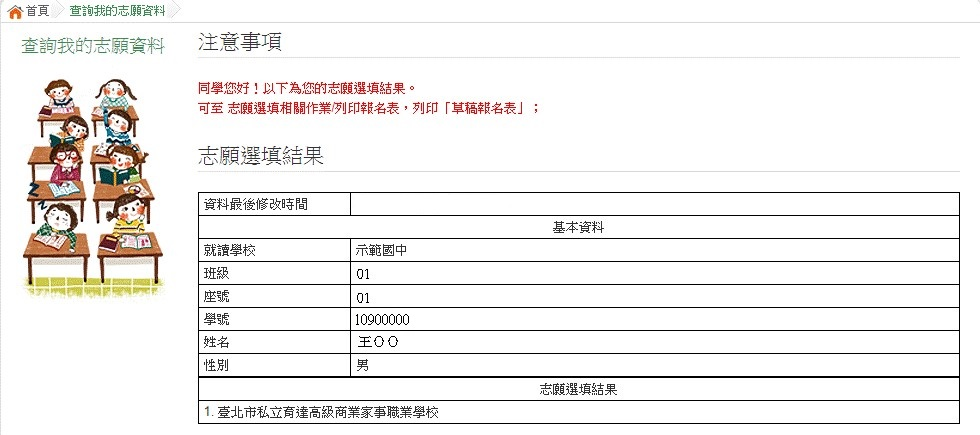 首頁 查詢我的志願資料
查詢我的志願資料
注意事項
同學您好！以下為您的志願選填結果。
可至 志願選填相關作業/列印報名表，列印「草稿報名表」；
志願選填結果
資料最後修改時間
基本資料
就讀學校 示範國中
班級 01
座號 01
學號 10900000
姓名 王OO
性別 男
志願選填結果
1. 臺北市私立育達高級商業家事職業學校